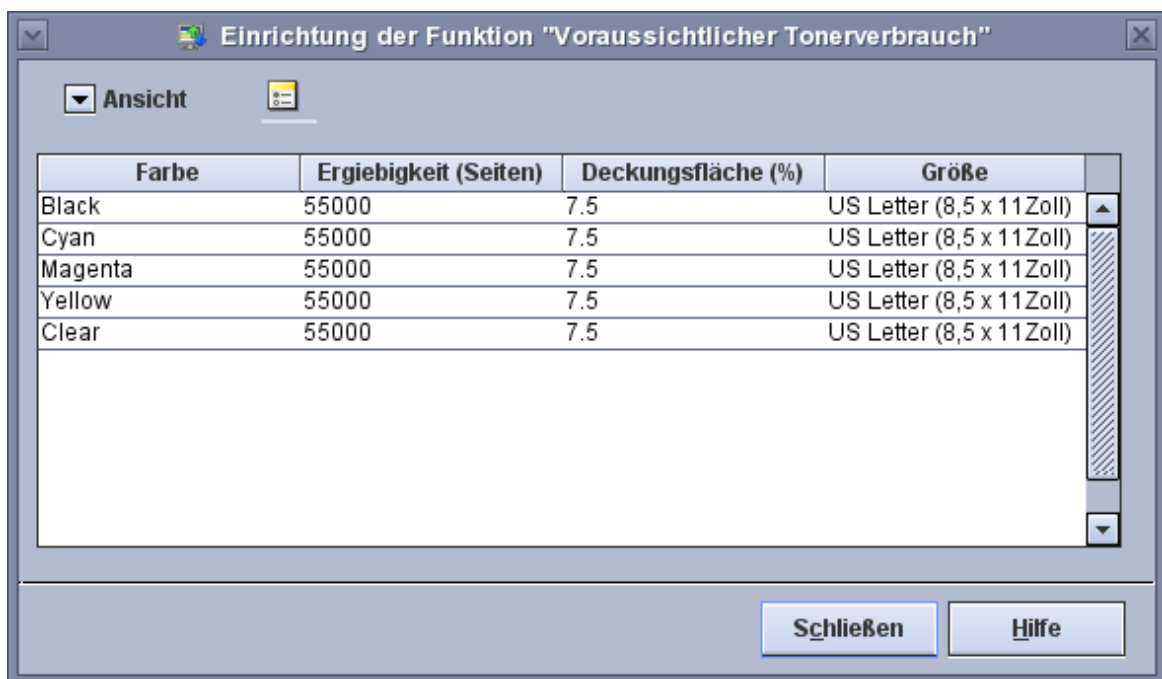 Einrichtung der Funktion "Voraussichtlicher Tonerverbrauch"
Ansicht
Farbe Ergiebigkeit (Seiten) Deckungsfläche (%) Größe
Black 55000 7.5 US Letter (8,5 x 11Zoll)
Cyan 55000 7.5 US Letter (8,5 x 11Zoll)
Magenta 55000 7.5 US Letter (8,5 x 11Zoll)
Yellow 55000 7.5 US Letter (8,5 x 11Zoll)
Clear 55000 7.5 US Letter (8,5 x 11Zoll)
Schließen Hilfe